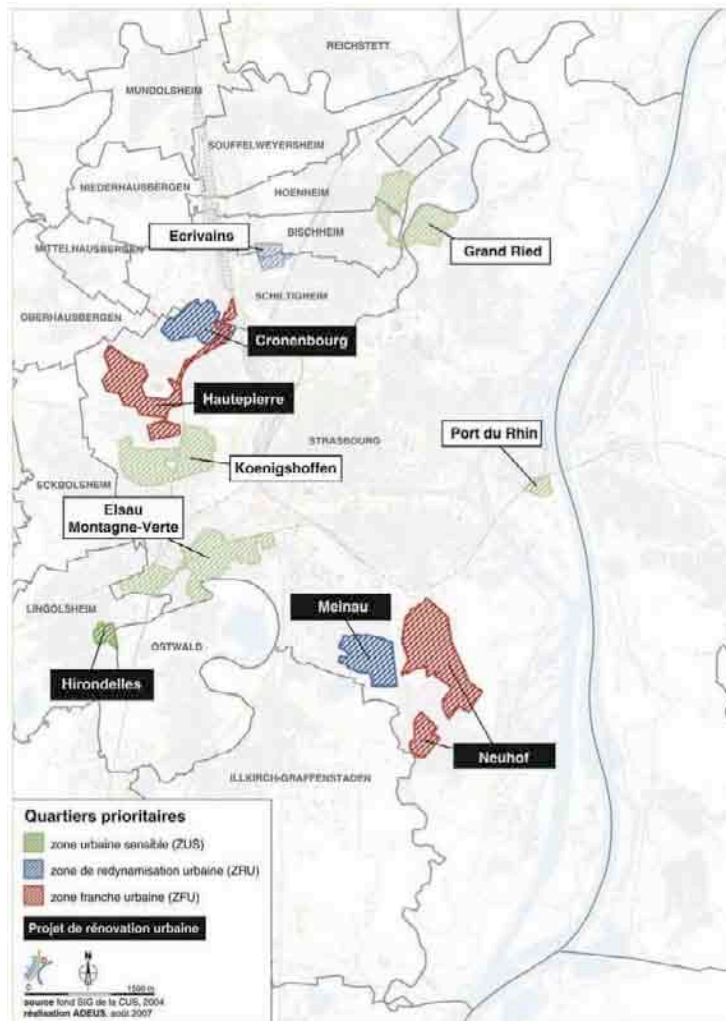 REICHSTETT
MUNDOLSHEIM
SOUFFELWEYERSHEIM
NIEDERHAUSBERGEN
HOENHEIM
BISCHHEIM
Ecrivains
MITTELHAUSBERGEN
Grand Ried
SCHILTIGHEIM
OBERHAUSBERGEN
Cronenbourg
Hautepierre
STRASBOURG
Port du Rhin
Koenigshoffen
ECKBOLSHEIM
Elsau
Montagne-Verte
LINGOLSHEIM
Meinau
OSTWALD
Hirondelles
Neuhof
ILLKIRCH-GRAFFENSTADEN
Quartiers prioritaires
zone urbaine sensible (ZUS)
zone de redynamisation urbaine (ZRU)
zone franche urbaine (ZFU)
Projet de rénovation urbaine
N
0 1500 m
source fond SIG de la CUS, 2004
réalisation ADEUS, août 2007